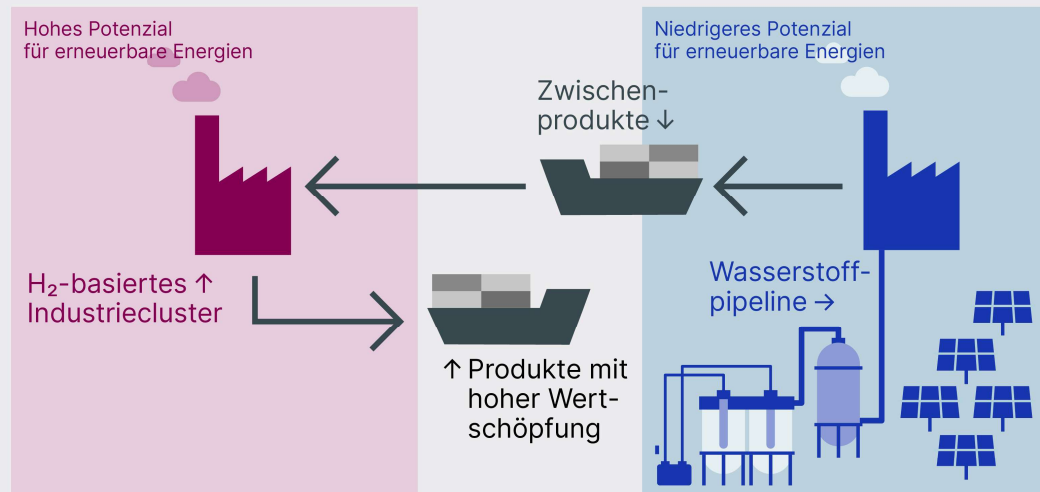 Hohes Potenzial
für erneuerbare Energien
Niedrigeres Potenzial
für erneuerbare Energien
Zwischen-
produkte ↓
H₂-basiertes ↑
Industriecluster
Wasserstoff-
pipeline →
↑ Produkte mit
hoher Wert-
schöpfung